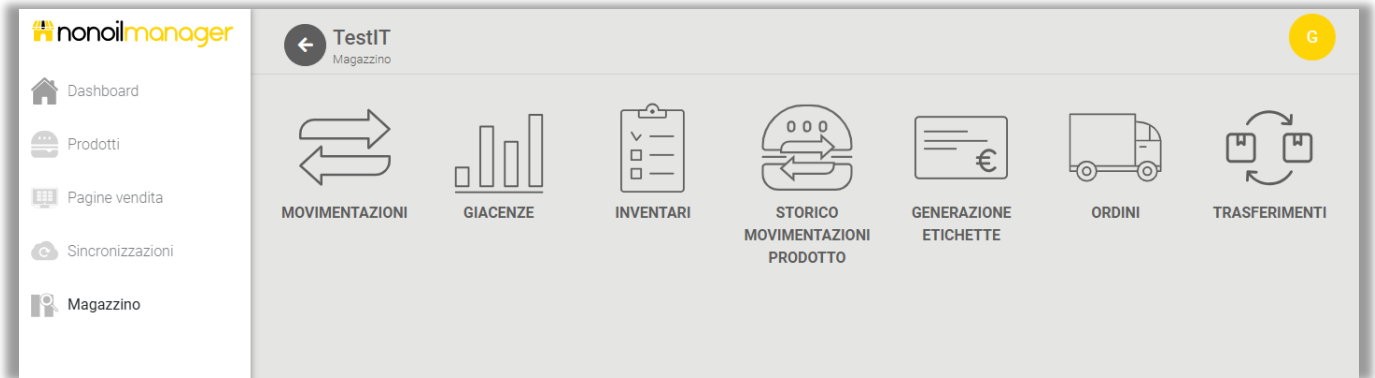 nonoilmanager
TestIT
Magazzino
G
Dashboard
Prodotti
Pagine vendita
Sincronizzazioni
Magazzino
MOVIMENTAZIONI
GIACENZE
INVENTARI
STORICO
MOVIMENTAZIONI
PRODOTTO
GENERAZIONE
ETICHETTE
€
ORDINI
TRASFERIMENTI